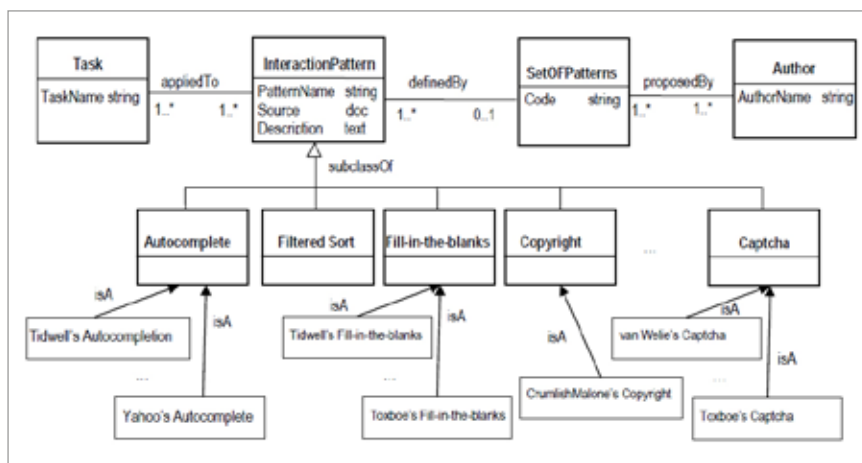 Task
TaskName string
appliedTo
1..*
1..*
InteractionPattern
PatternName string
Source doc
Description text
definedBy
1..*
0..1
SetOFPatterns
Code string
proposedBy
1..*
1..*
Author
AuthorName string
subclassOf
Autocomplete
Filtered Sort
Fill-in-the-blanks
Copyright
...
Captcha
isA
isA
isA
isA
isA
isA
isA
Tidwell's Autocompletion
Tidwell's Fill-in-the-blanks
van Welie's Captcha
...
...
...
Yahoo's Autocomplete
Toxboe's Fill-in-the-blanks
CrumlishMalone's Copyright
Toxboe's Captcha